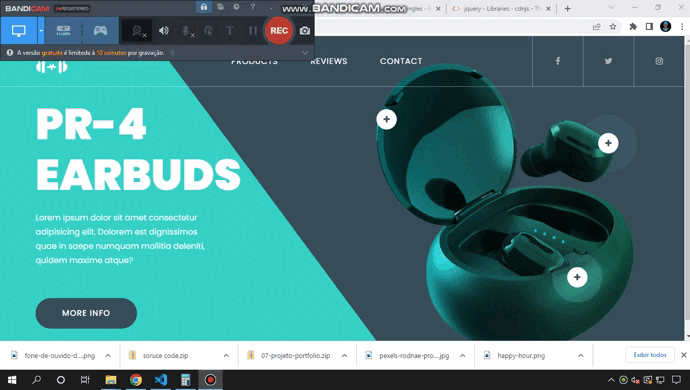 BANDICAM UNREGISTERED
www.BANDICAM.com
REC
A versão gratuita é limitada à 10 minutos por gravação.
jquery - Libraries - cdnjs - Th
PRODUCTS REVIEWS CONTACT
PR-4
EARBUDS
Lorem ipsum dolor sit amet consectetur
adipisicing elit. Dolorem est dignissimos
quae in saepe numquam mollitia deleniti,
quidem maxime atque?
MORE INFO
fone-de-ouvido-d....png
soruce code.zip
07-projeto-portfolio.zip
pexels-rodnae-pro....jpg
happy-hour.png
Exibir todos